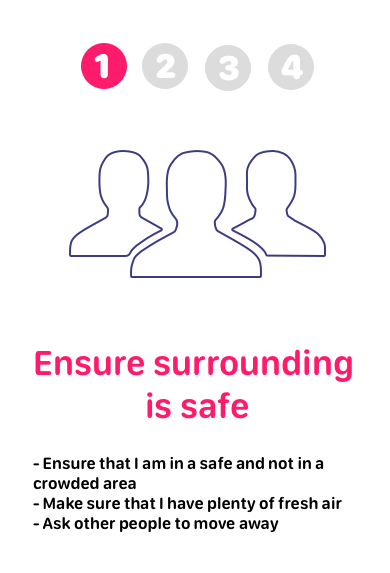 1 2 3 4
Ensure surrounding
is safe
- Ensure that I am in a safe and not in a
crowded area
- Make sure that I have plenty of fresh air
- Ask other people to move away